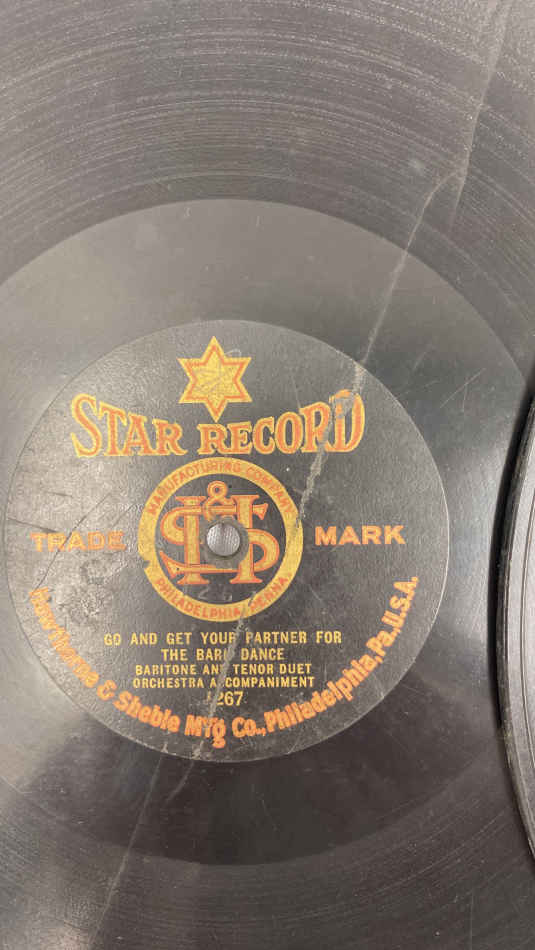 STAR RECORD
MANUFACTURING COMPANY
H&S
TRADE MARK
PHILADELPHIA, PENNA.
GO AND GET YOUR PARTNER FOR
THE BARN DANCE
BARITONE AND TENOR DUET
ORCHESTRA ACCOMPANIMENT
1267
Hawthorne & Sheble M'f'g Co., Philadelphia, Pa., U.S.A.